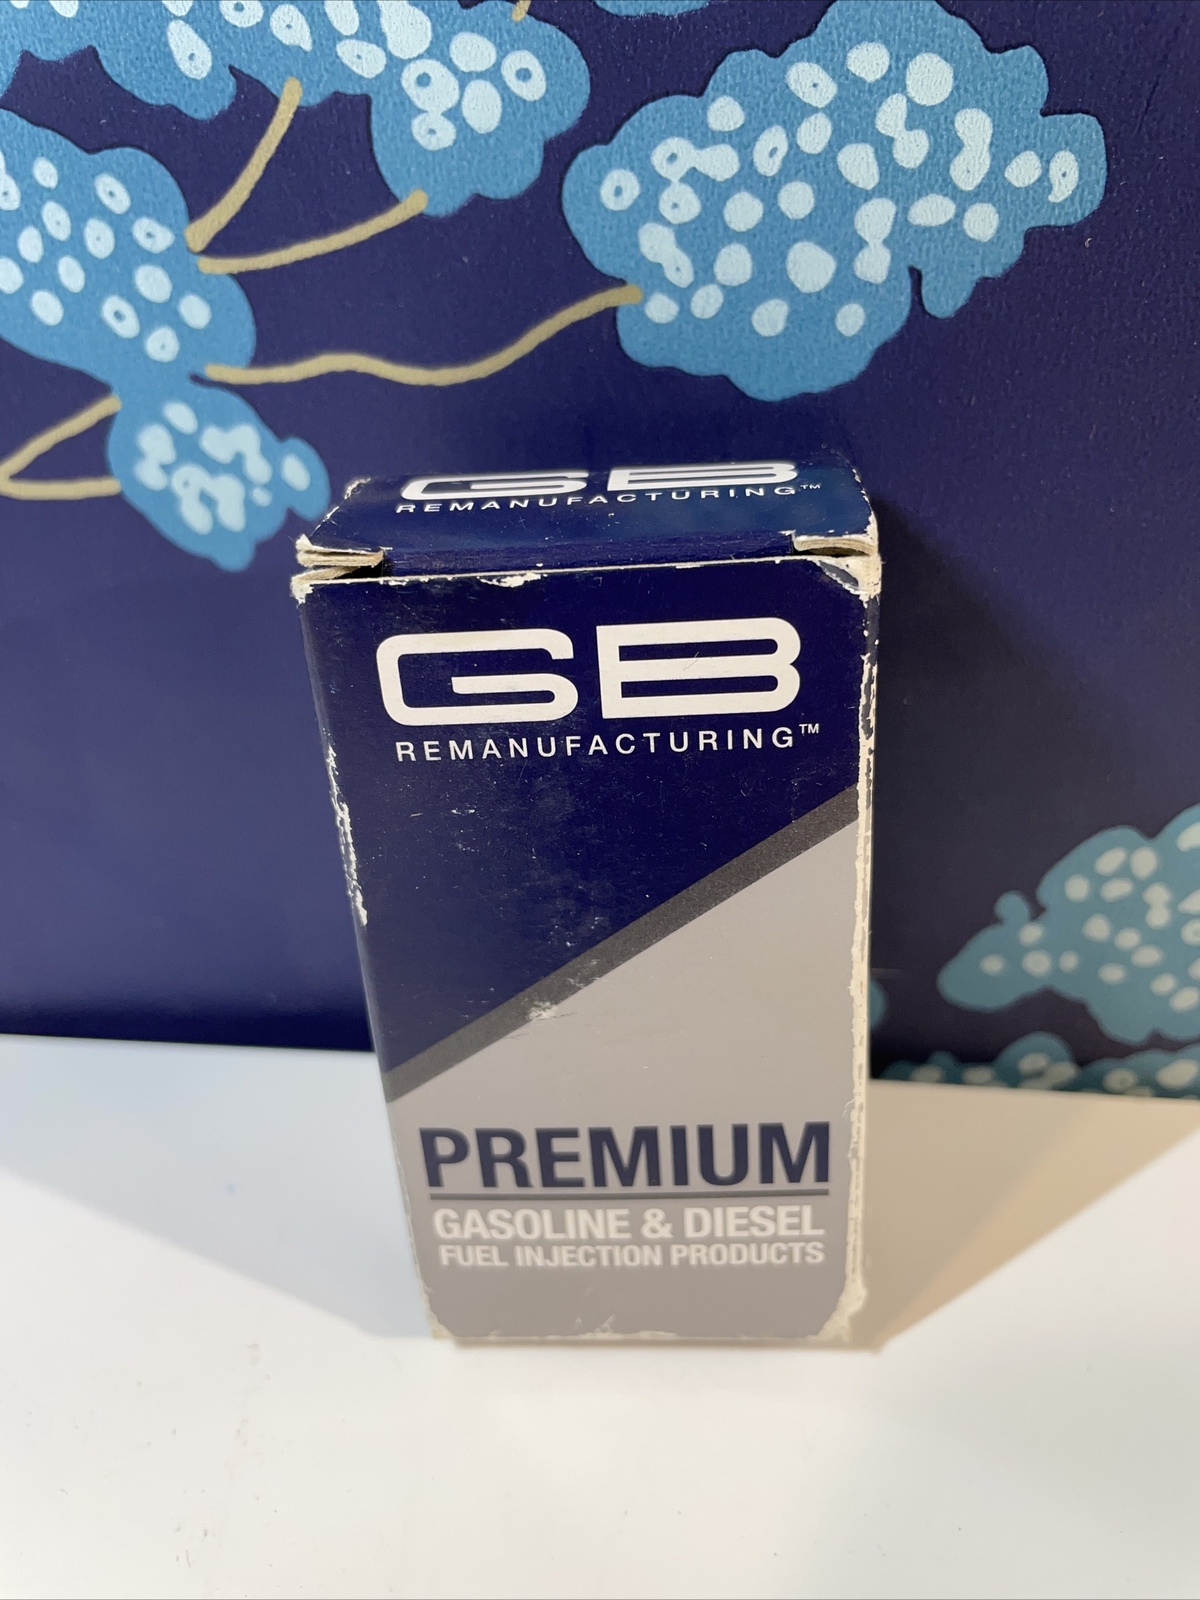 GB
REMANUFACTURING™
GB
REMANUFACTURING™
PREMIUM
GASOLINE & DIESEL
FUEL INJECTION PRODUCTS